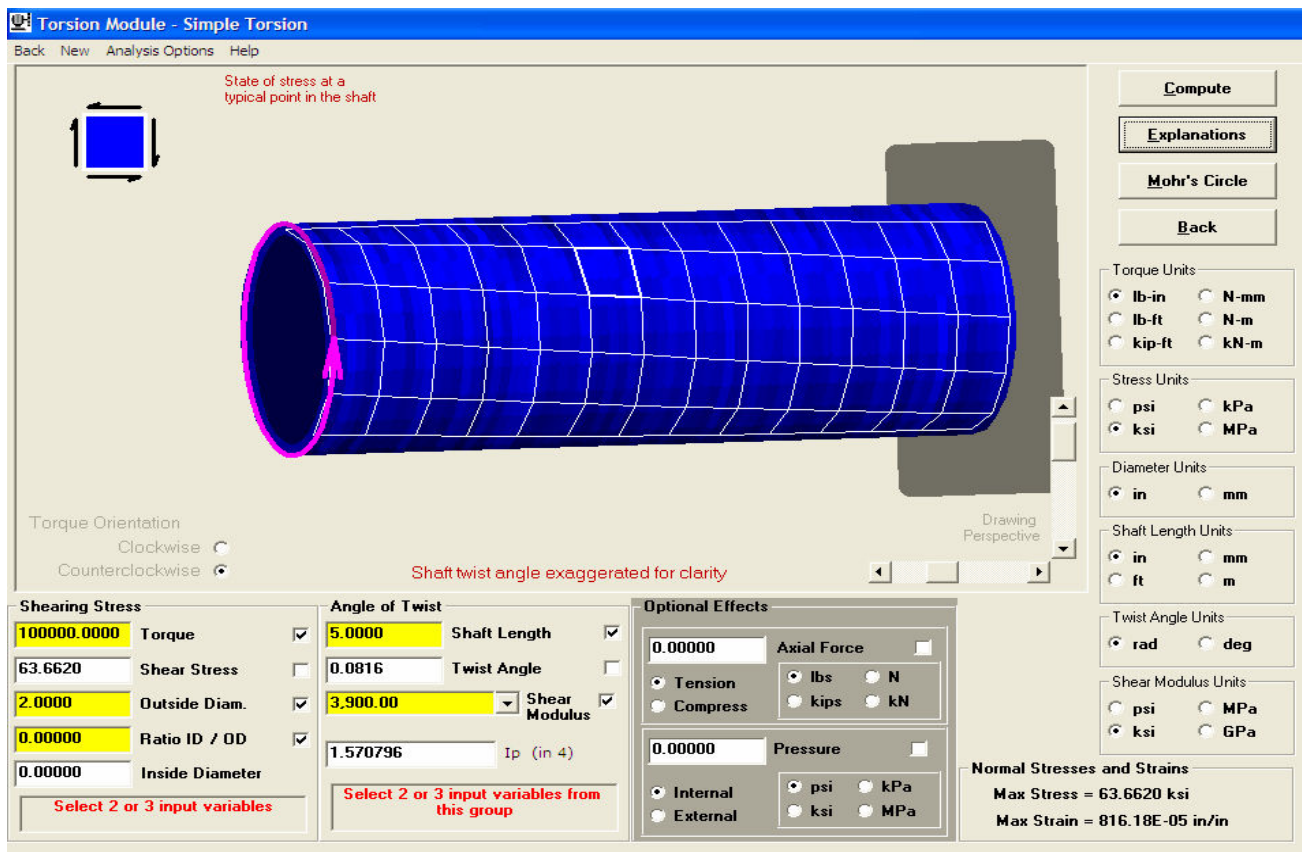 Torsion Module - Simple Torsion
Back New Analysis Options Help
State of stress at a
typical point in the shaft
Torque Orientation
Clockwise
Counterclockwise
Shaft twist angle exaggerated for clarity
Drawing
Perspective
Compute
Explanations
Mohr's Circle
Back
Torque Units
lb-in N-mm
lb-ft N-m
kip-ft kN-m
Stress Units
psi kPa
ksi MPa
Diameter Units
in mm
Shaft Length Units
in mm
ft m
Twist Angle Units
rad deg
Shear Modulus Units
psi MPa
ksi GPa
Shearing Stress
100000.0000 Torque
63.6620 Shear Stress
2.0000 Outside Diam.
0.00000 Ratio ID / OD
0.00000 Inside Diameter
Select 2 or 3 input variables
Angle of Twist
5.0000 Shaft Length
0.0816 Twist Angle
3,900.00 Shear
Modulus
1.570796 Ip (in 4)
Select 2 or 3 input variables from
this group
Optional Effects
0.00000 Axial Force
Tension lbs N
Compress kips kN
0.00000 Pressure
Internal psi kPa
External ksi MPa
Normal Stresses and Strains
Max Stress = 63.6620 ksi
Max Strain = 816.18E-05 in/in